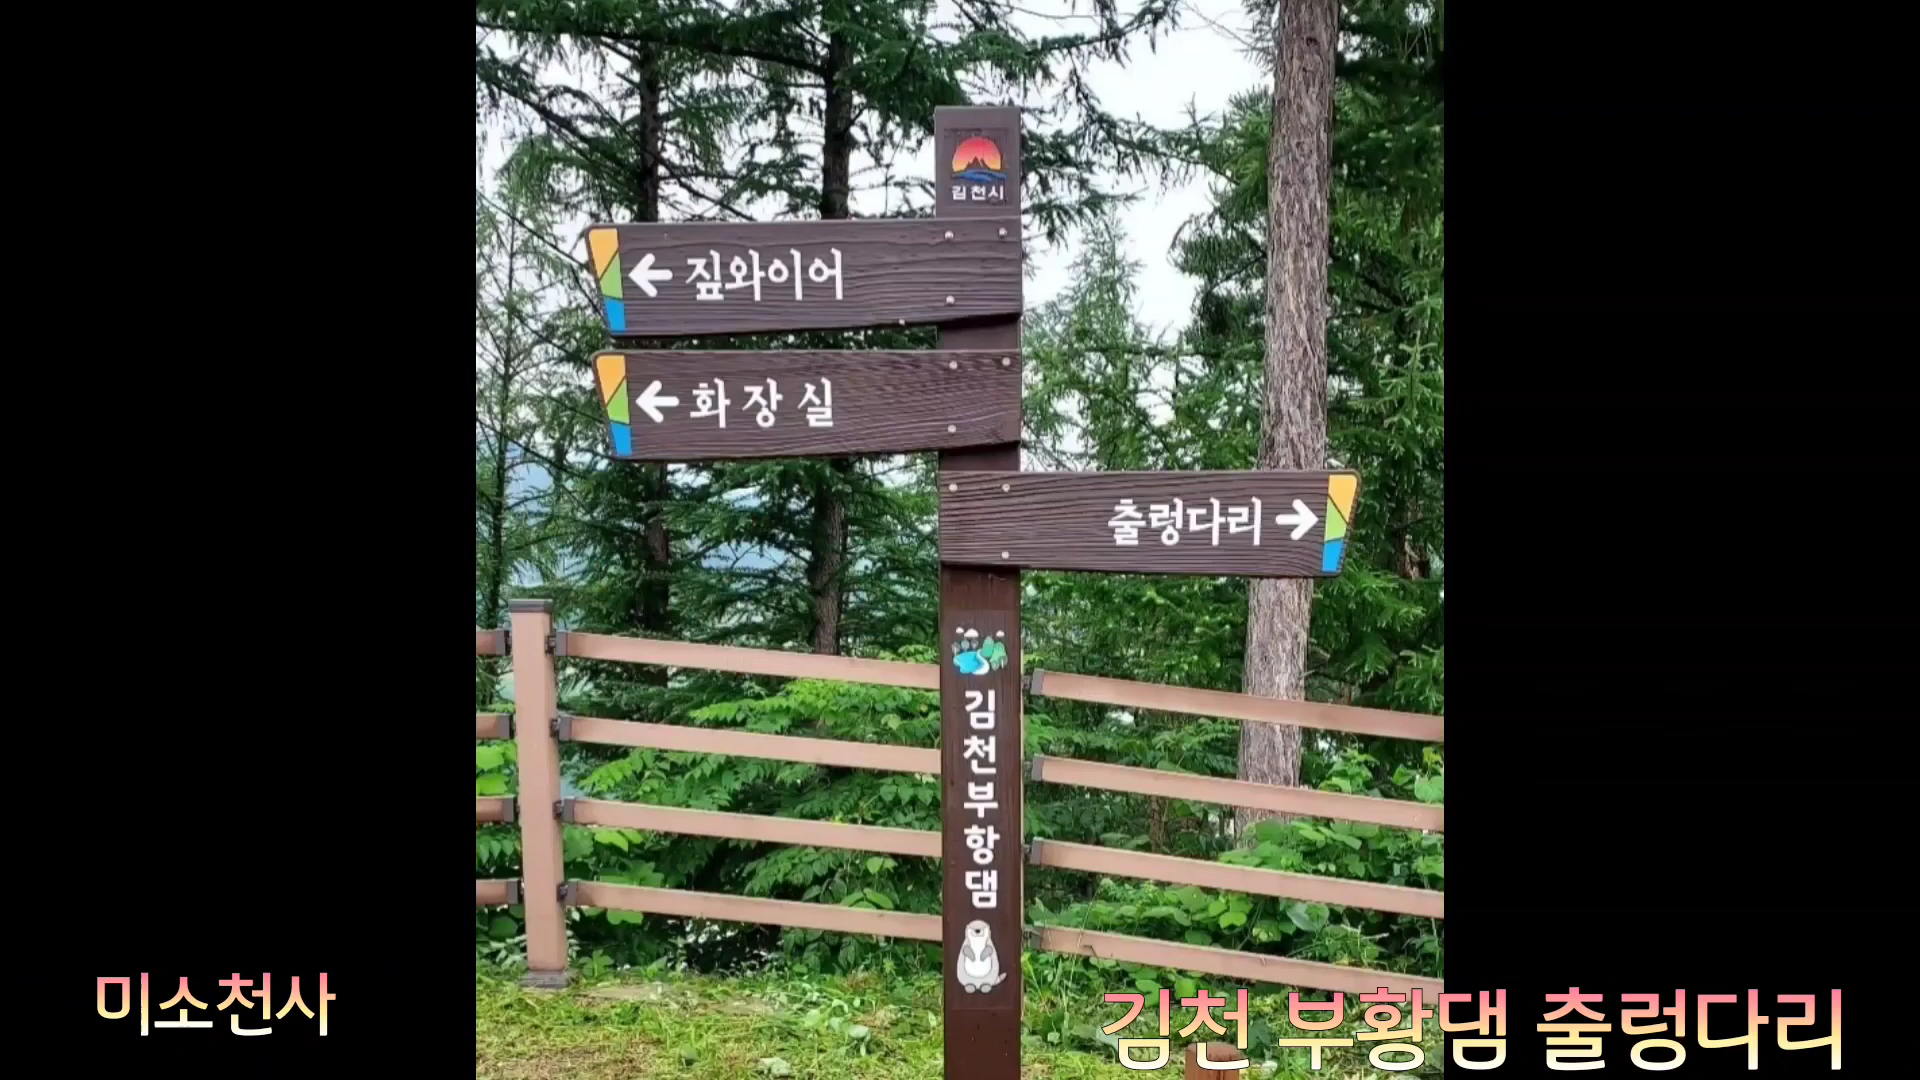 김천시
← 짚와이어
← 화장실
출렁다리 →
김천부항댐
미소천사
김천 부황댐 출렁다리